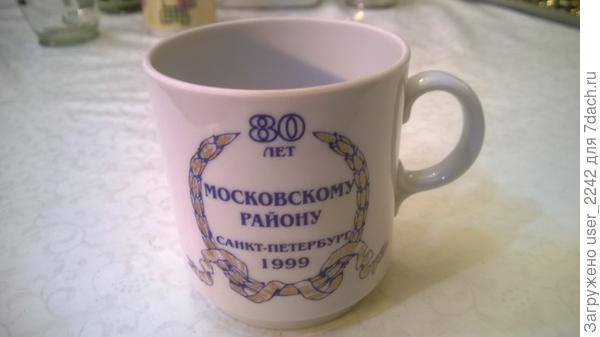 80
ЛЕТ
МОСКОВСКОМУ
РАЙОНУ
САНКТ-ПЕТЕРБУРГ
1999
Загружено user_2242 для 7dach.ru